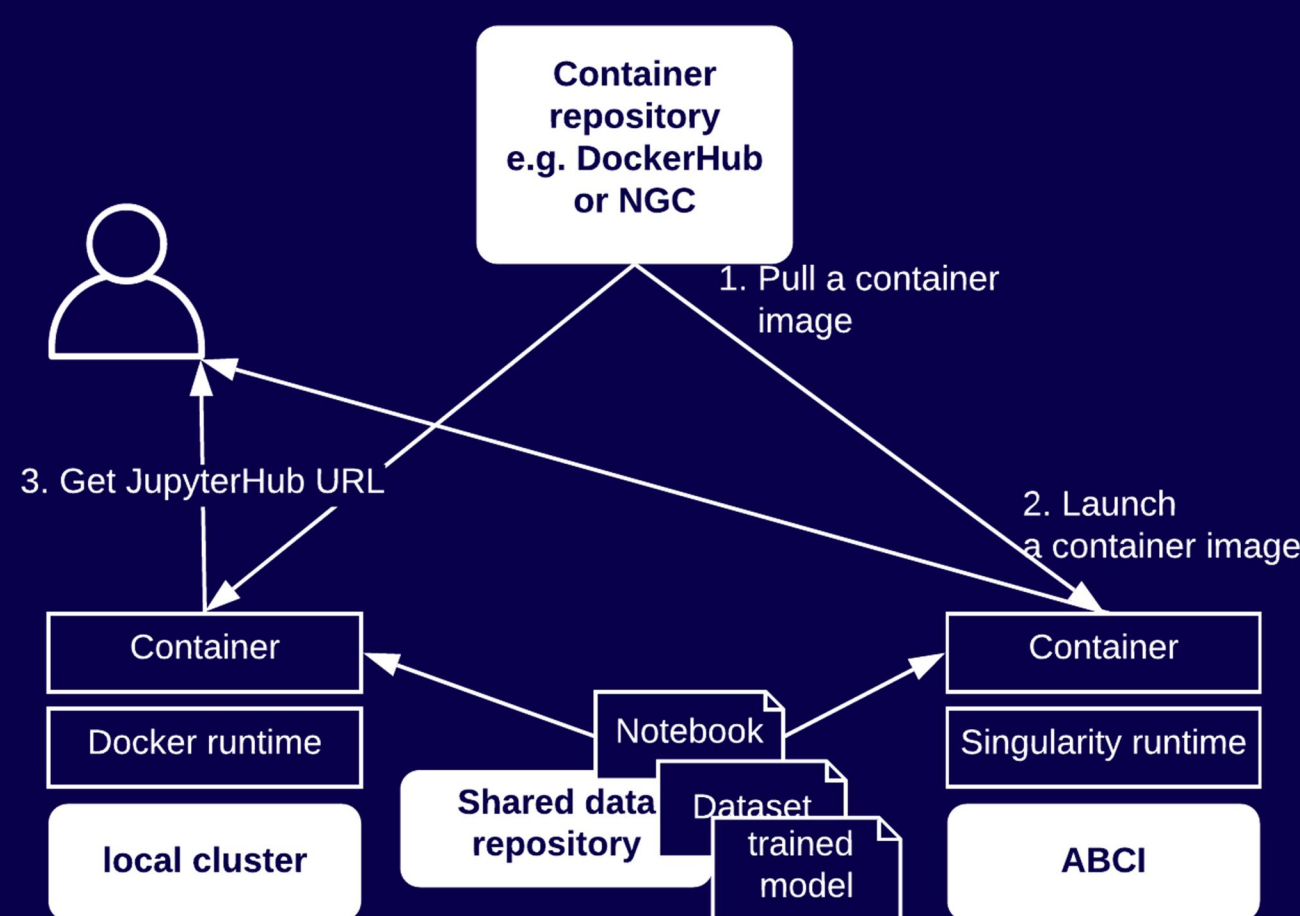 Container
repository
e.g. DockerHub
or NGC
1. Pull a container
image
3. Get JupyterHub URL
2. Launch
a container image
Container
Container
Notebook
Docker runtime
Singularity runtime
Shared data
repository
Dataset
trained
model
local cluster
ABCI